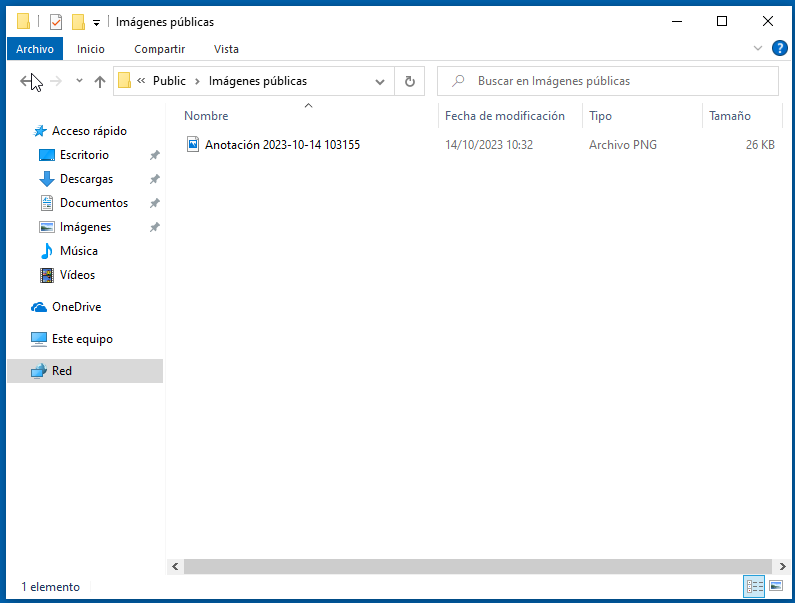 Imágenes públicas
Archivo Inicio Compartir Vista
« Public › Imágenes públicas Buscar en Imágenes públicas
Nombre Fecha de modificación Tipo Tamaño
Anotación 2023-10-14 103155 14/10/2023 10:32 Archivo PNG 26 KB
Acceso rápido
Escritorio
Descargas
Documentos
Imágenes
Música
Vídeos
OneDrive
Este equipo
Red
1 elemento